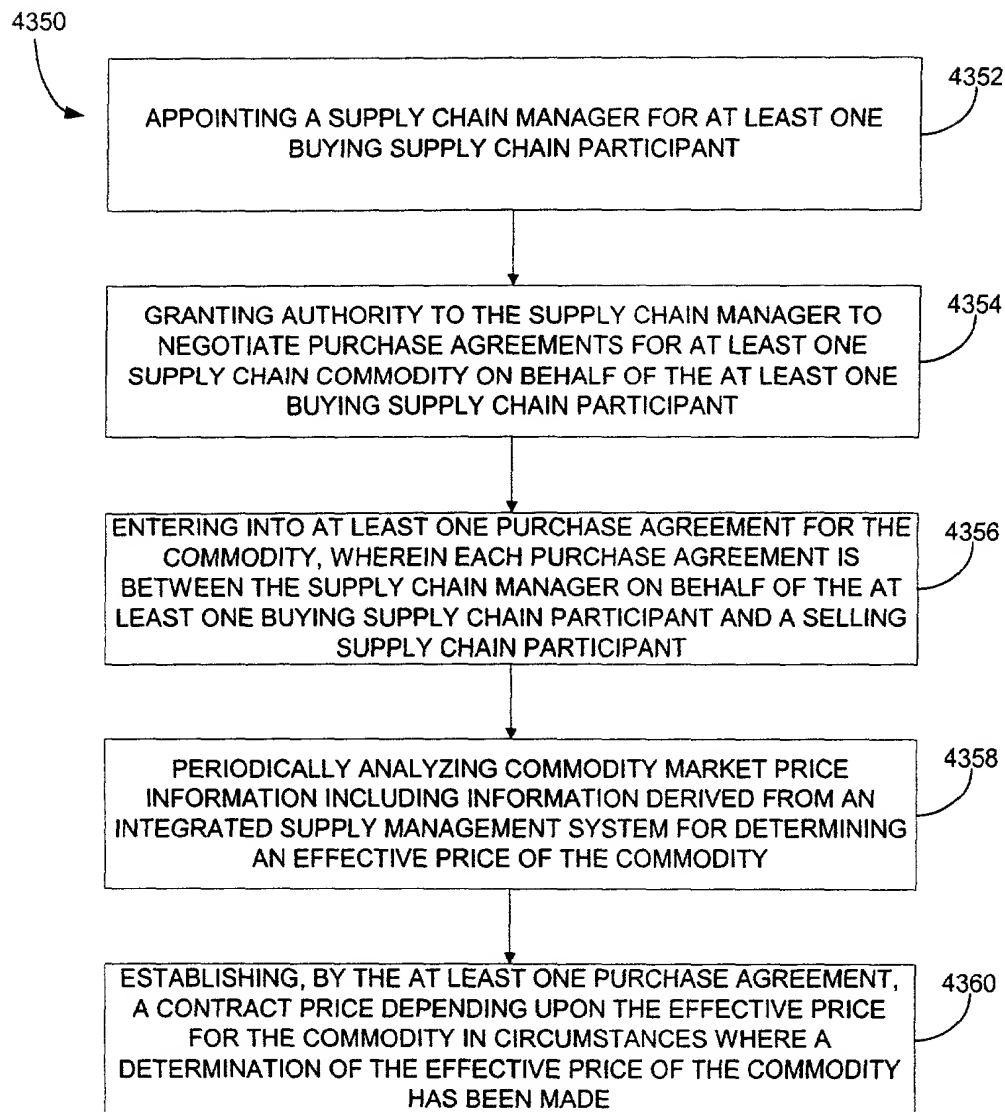 4350
4352
APPOINTING A SUPPLY CHAIN MANAGER FOR AT LEAST ONE
BUYING SUPPLY CHAIN PARTICIPANT
4354
GRANTING AUTHORITY TO THE SUPPLY CHAIN MANAGER TO
NEGOTIATE PURCHASE AGREEMENTS FOR AT LEAST ONE
SUPPLY CHAIN COMMODITY ON BEHALF OF THE AT LEAST ONE
BUYING SUPPLY CHAIN PARTICIPANT
4356
ENTERING INTO AT LEAST ONE PURCHASE AGREEMENT FOR THE
COMMODITY, WHEREIN EACH PURCHASE AGREEMENT IS
BETWEEN THE SUPPLY CHAIN MANAGER ON BEHALF OF THE AT
LEAST ONE BUYING SUPPLY CHAIN PARTICIPANT AND A SELLING
SUPPLY CHAIN PARTICIPANT
4358
PERIODICALLY ANALYZING COMMODITY MARKET PRICE
INFORMATION INCLUDING INFORMATION DERIVED FROM AN
INTEGRATED SUPPLY MANAGEMENT SYSTEM FOR DETERMINING
AN EFFECTIVE PRICE OF THE COMMODITY
4360
ESTABLISHING, BY THE AT LEAST ONE PURCHASE AGREEMENT,
A CONTRACT PRICE DEPENDING UPON THE EFFECTIVE PRICE
FOR THE COMMODITY IN CIRCUMSTANCES WHERE A
DETERMINATION OF THE EFFECTIVE PRICE OF THE COMMODITY
HAS BEEN MADE